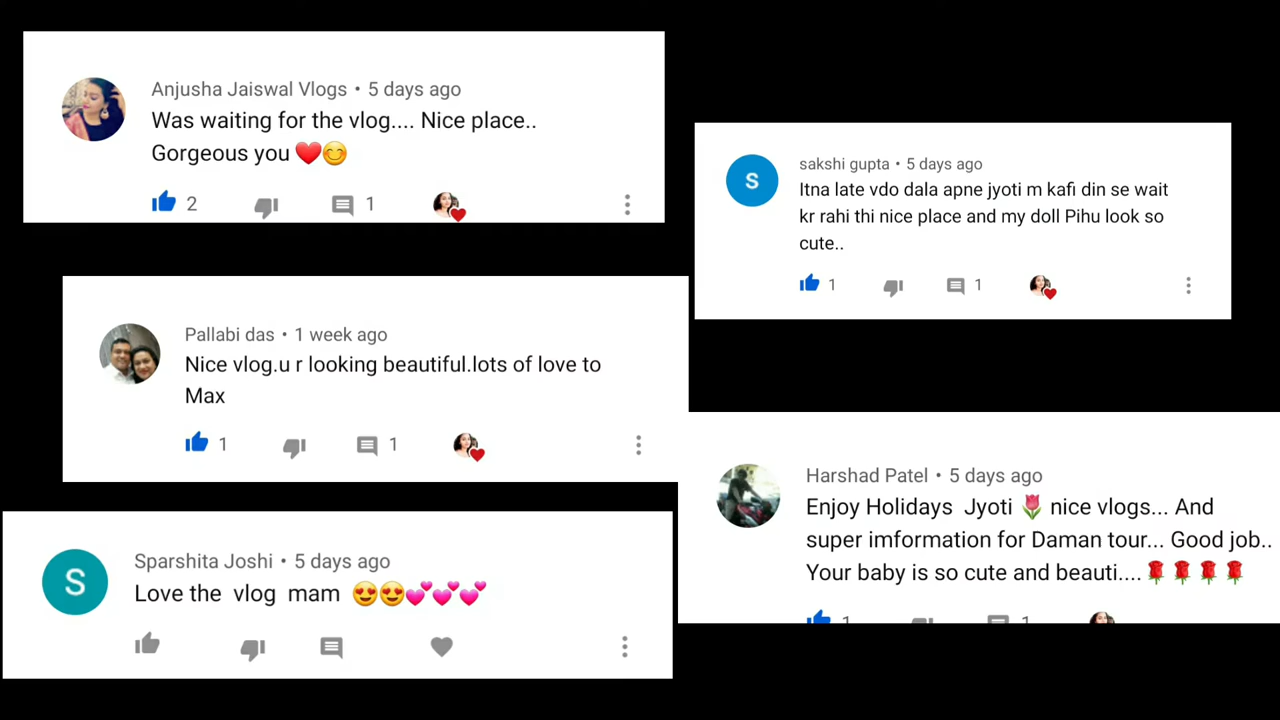 Anjusha Jaiswal Vlogs • 5 days ago
Was waiting for the vlog.... Nice place..
Gorgeous you ❤️😊
2 1
sakshi gupta • 5 days ago
Itna late vdo dala apne jyoti m kafi din se wait
kr rahi thi nice place and my doll Pihu look so
cute..
1 1
Pallabi das • 1 week ago
Nice vlog.u r looking beautiful.lots of love to
Max
1 1
Harshad Patel • 5 days ago
Enjoy Holidays Jyoti 🌷 nice vlogs... And
super imformation for Daman tour... Good job..
Your baby is so cute and beauti....🌹🌹🌹🌹
1 1
S
Sparshita Joshi • 5 days ago
Love the vlog mam 😍😍💕💕💕
S